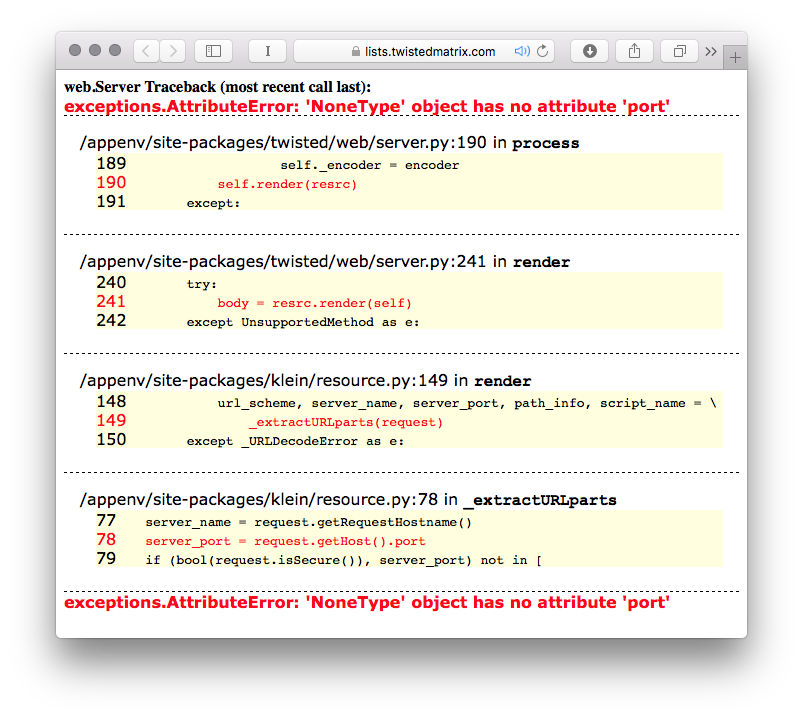 lists.twistedmatrix.com
web.Server Traceback (most recent call last):
exceptions.AttributeError: 'NoneType' object has no attribute 'port'
/appenv/site-packages/twisted/web/server.py:190 in process
189 self._encoder = encoder
190 self.render(resrc)
191 except:
/appenv/site-packages/twisted/web/server.py:241 in render
240 try:
241 body = resrc.render(self)
242 except UnsupportedMethod as e:
/appenv/site-packages/klein/resource.py:149 in render
148 url_scheme, server_name, server_port, path_info, script_name = \
149 _extractURLparts(request)
150 except _URLDecodeError as e:
/appenv/site-packages/klein/resource.py:78 in _extractURLparts
77 server_name = request.getRequestHostname()
78 server_port = request.getHost().port
79 if (bool(request.isSecure()), server_port) not in [
exceptions.AttributeError: 'NoneType' object has no attribute 'port'